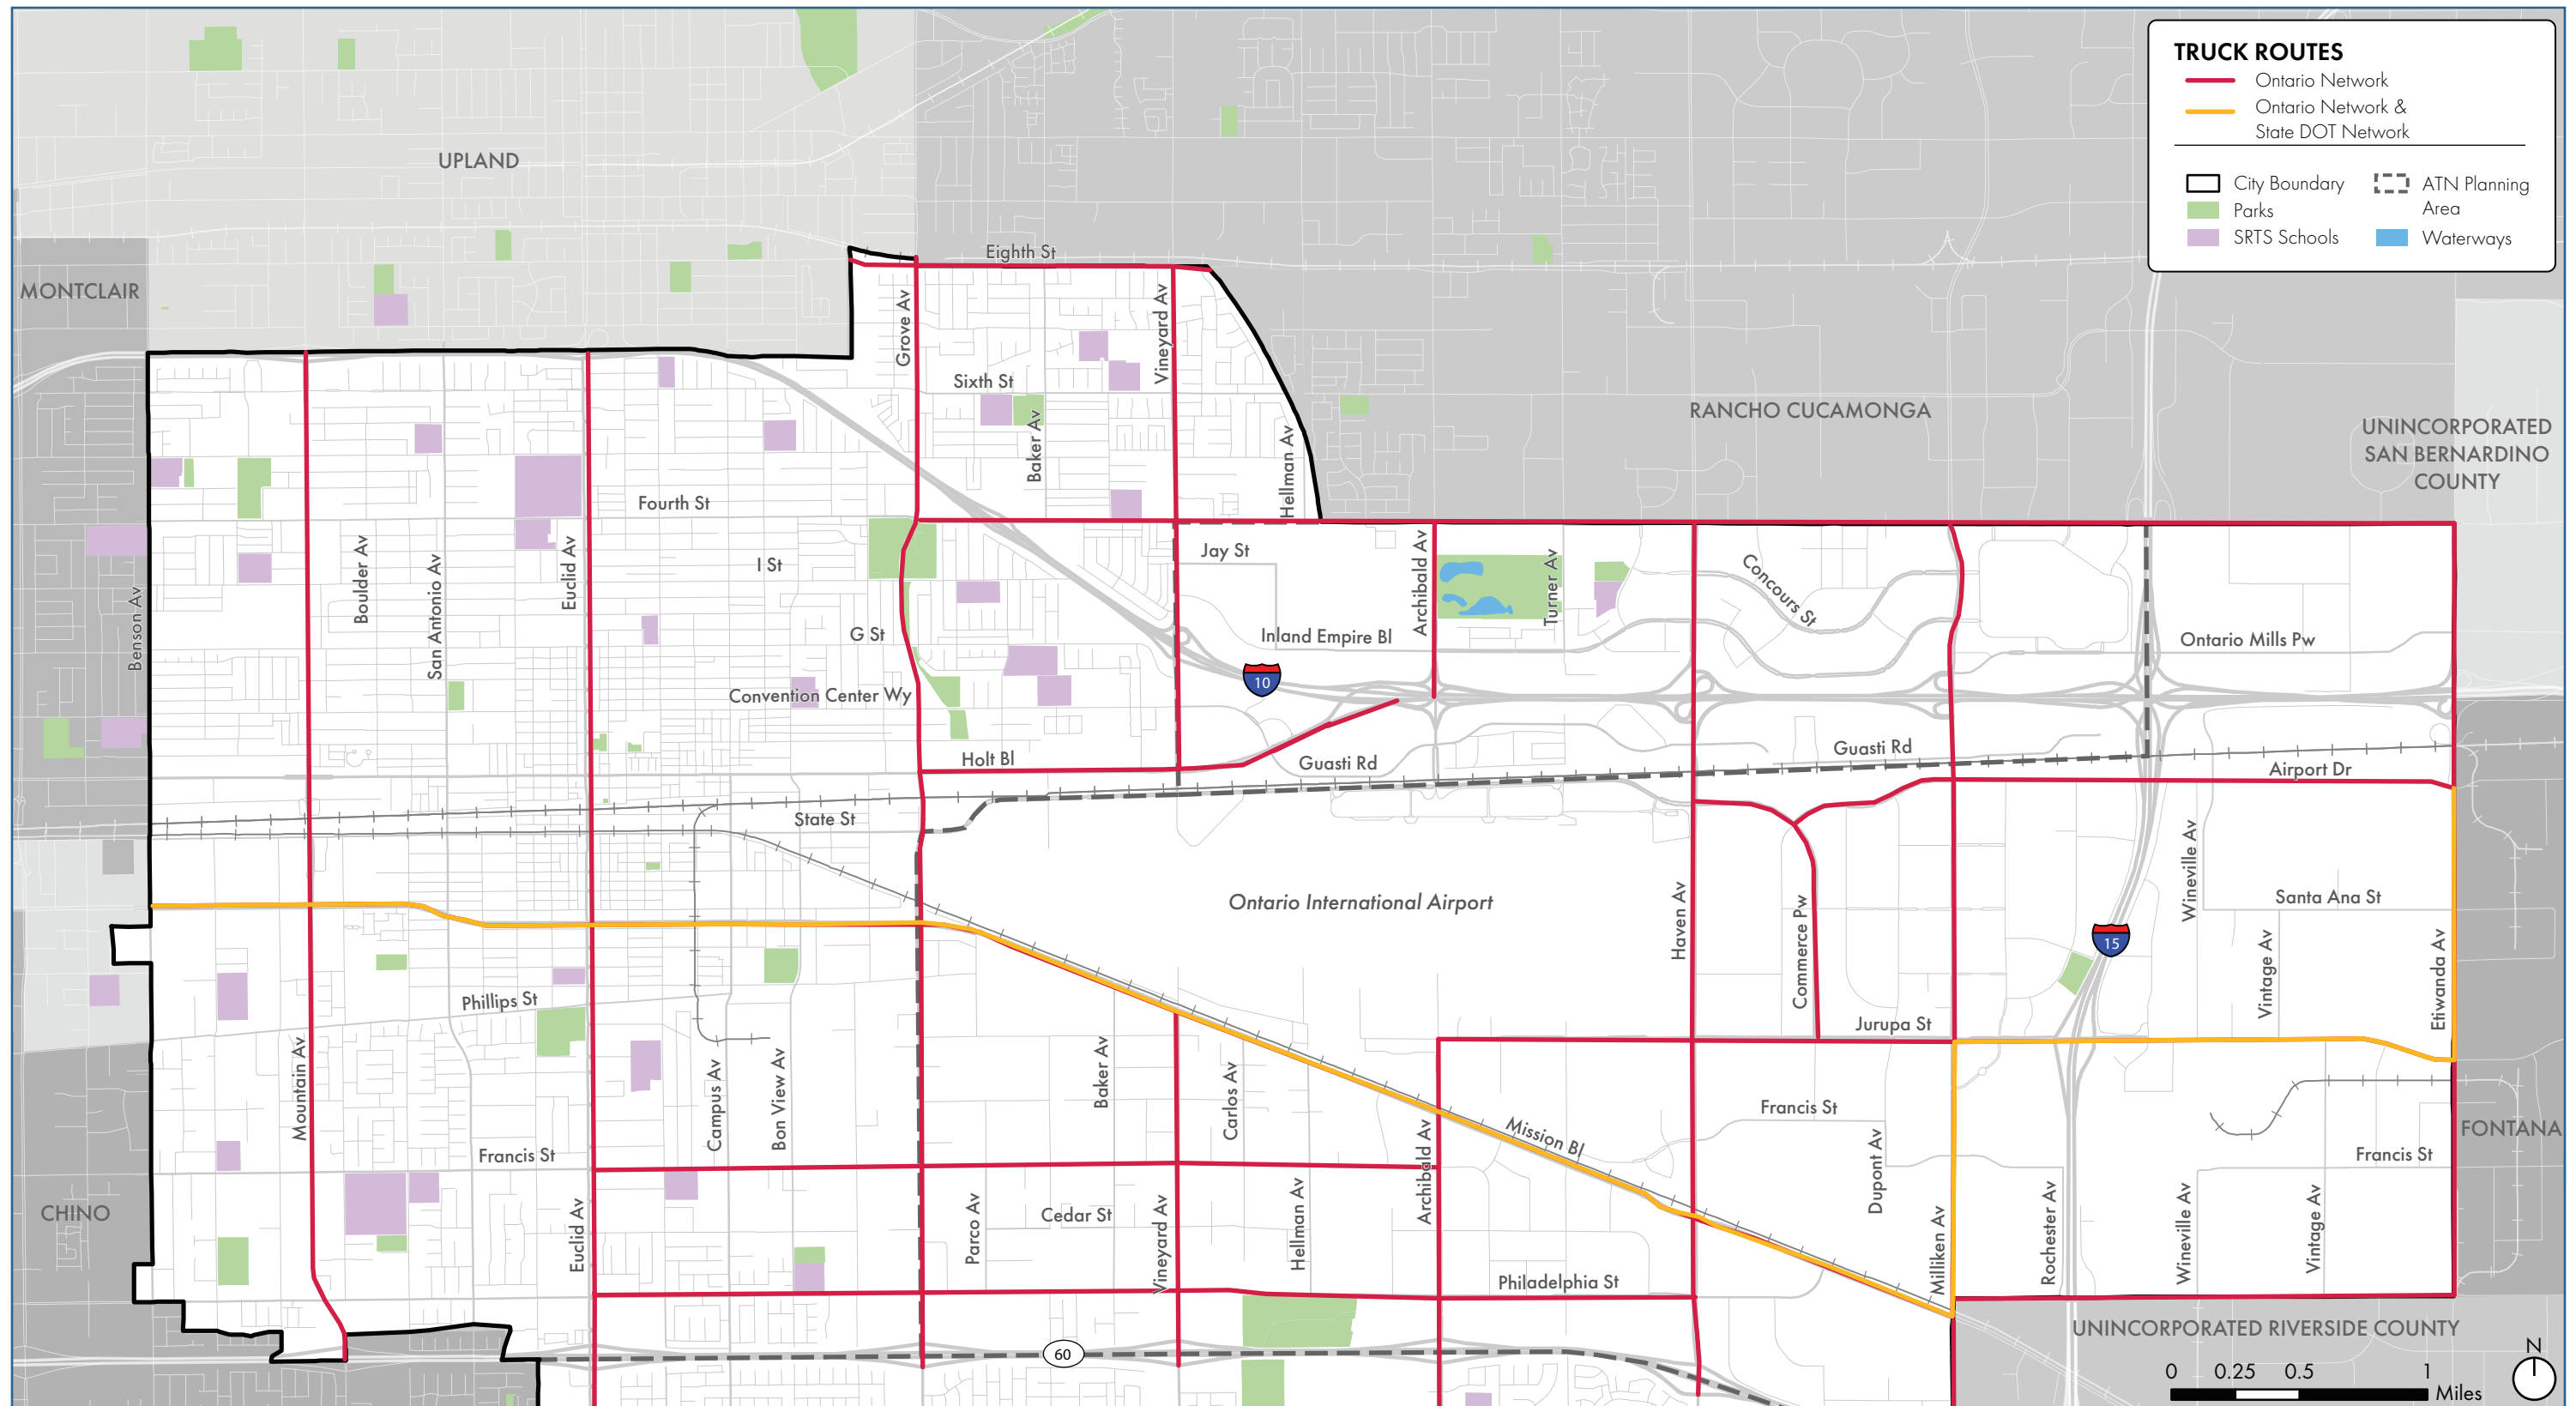 TRUCK ROUTES
Ontario Network
Ontario Network &
State DOT Network
City Boundary
ATN Planning
Area
Parks
SRTS Schools
Waterways
UPLAND
MONTCLAIR
Eighth St
Grove Av
Vineyard Av
Sixth St
Baker Av
Hellman Av
RANCHO CUCAMONGA
UNINCORPORATED
SAN BERNARDINO
COUNTY
Fourth St
Benson Av
Boulder Av
San Antonio Av
Euclid Av
I St
Jay St
Archibald Av
Turner Av
Concours St
G St
Inland Empire Bl
Ontario Mills Pw
10
Convention Center Wy
Holt Bl
Guasti Rd
Guasti Rd
Airport Dr
State St
Ontario International Airport
Haven Av
Commerce Pw
Wineville Av
Santa Ana St
15
Vintage Av
Etiwanda Av
Phillips St
Jurupa St
Mountain Av
Campus Av
Bon View Av
Baker Av
Carlos Av
Mission Bl
Francis St
Dupont Av
FONTANA
Francis St
Francis St
Archibald Av
CHINO
Euclid Av
Parco Av
Cedar St
Vineyard Av
Hellman Av
Milliken Av
Rochester Av
Wineville Av
Vintage Av
Philadelphia St
60
UNINCORPORATED RIVERSIDE COUNTY
N
0 0.25 0.5 1
Miles